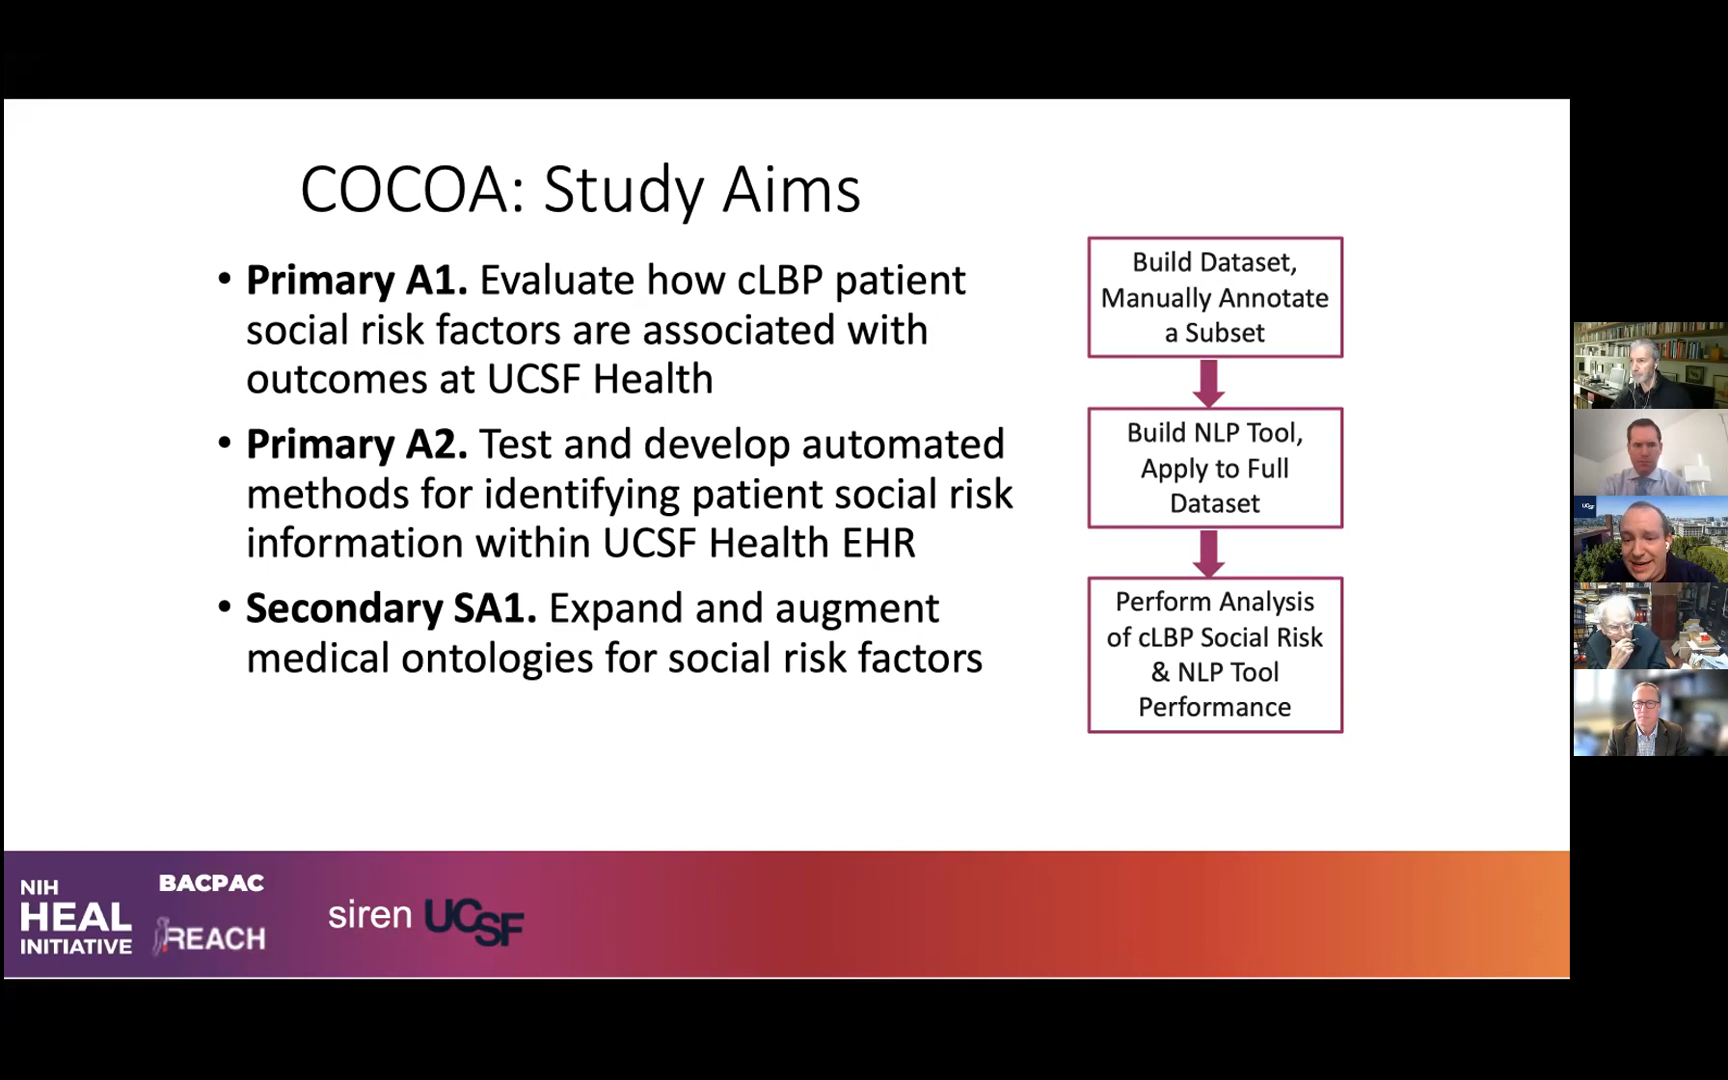 COCOA: Study Aims
• Primary A1. Evaluate how cLBP patient
social risk factors are associated with
outcomes at UCSF Health
• Primary A2. Test and develop automated
methods for identifying patient social risk
information within UCSF Health EHR
• Secondary SA1. Expand and augment
medical ontologies for social risk factors
Build Dataset,
Manually Annotate
a Subset
Build NLP Tool,
Apply to Full
Dataset
Perform Analysis
of cLBP Social Risk
& NLP Tool
Performance
NIH
HEAL
INITIATIVE
BACPAC
REACH
siren UCSF
UCSF